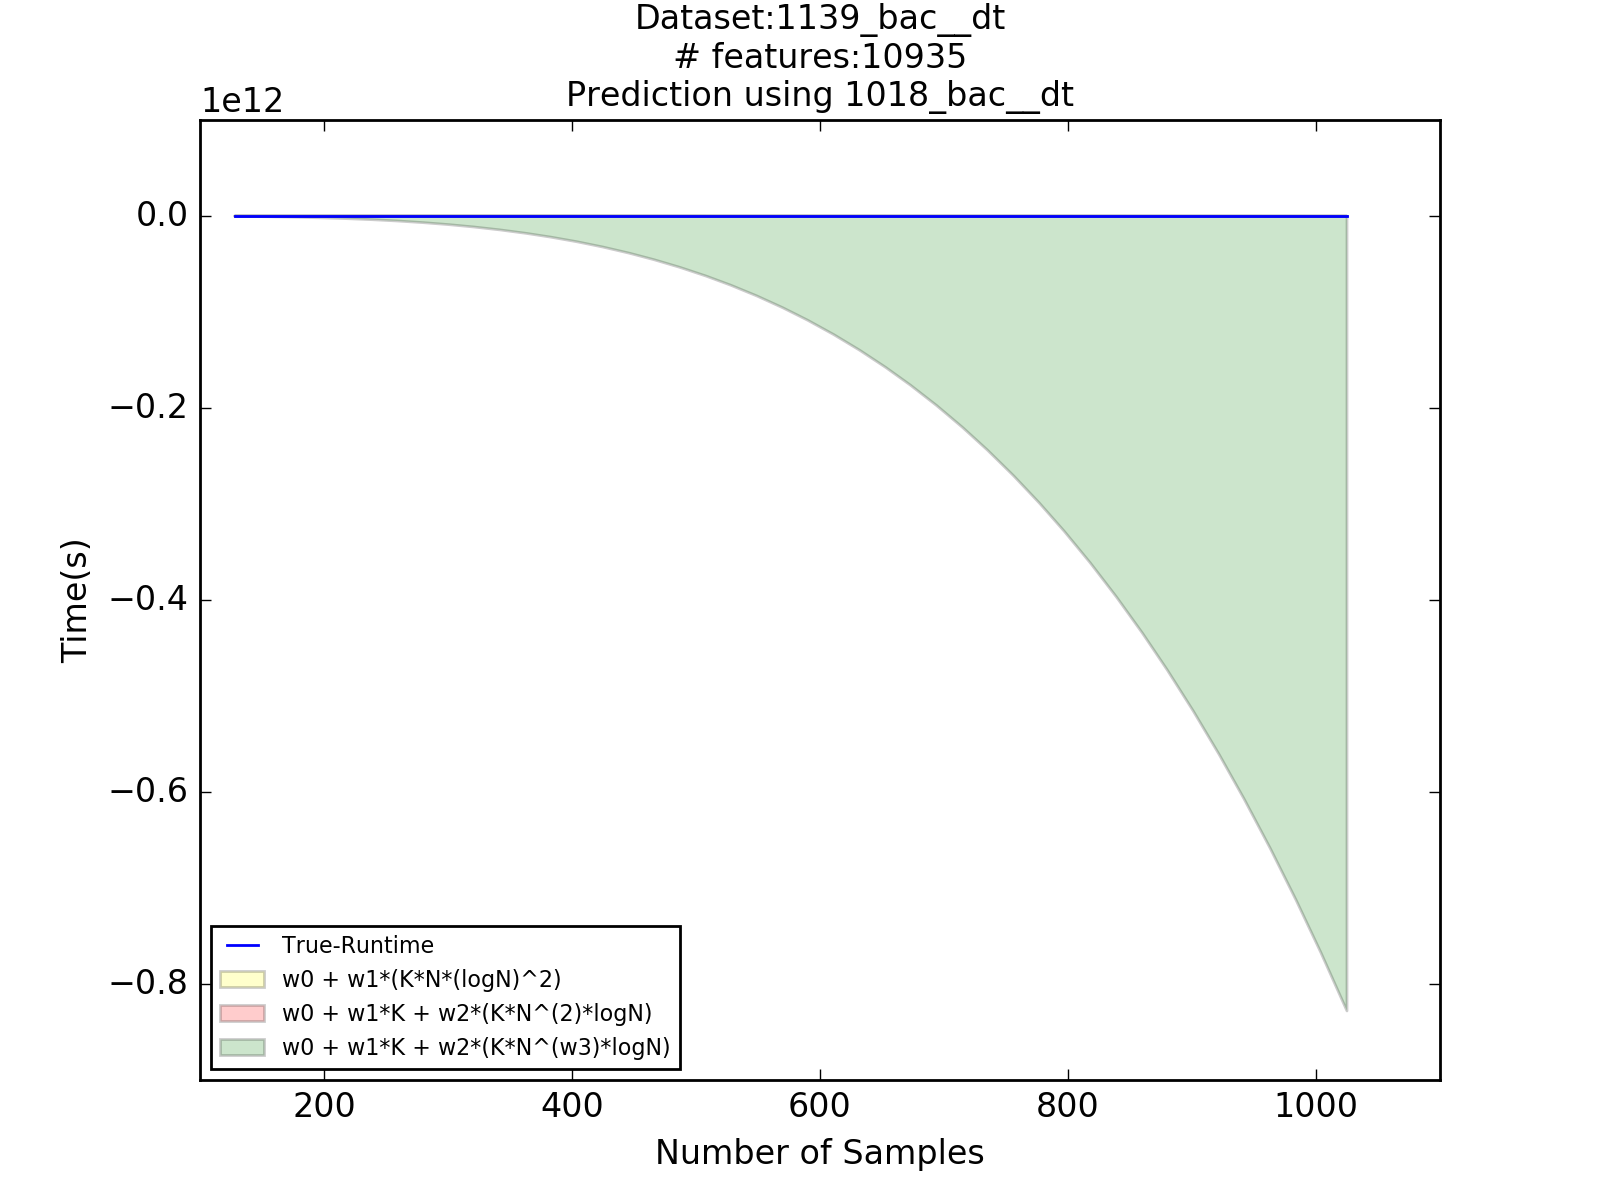 Dataset:1139_bac__dt
# features:10935
Prediction using 1018_bac__dt
1e12
0.0
−0.2
−0.4
−0.6
−0.8
Time(s)
True-Runtime
w0 + w1*(K*N*(logN)^2)
w0 + w1*K + w2*(K*N^(2)*logN)
w0 + w1*K + w2*(K*N^(w3)*logN)
200 400 600 800 1000
Number of Samples